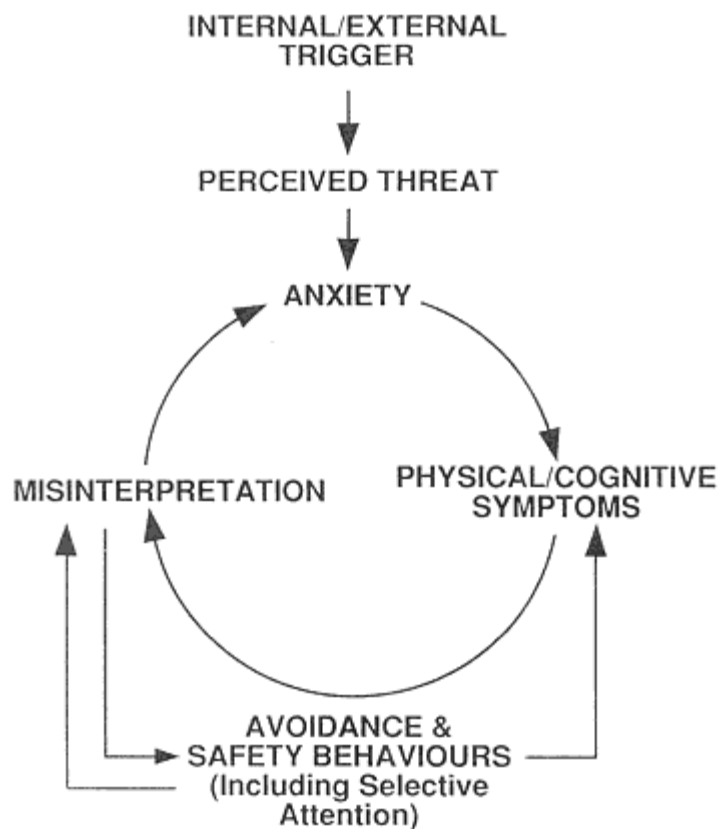 INTERNAL/EXTERNAL
TRIGGER
PERCEIVED THREAT
ANXIETY
MISINTERPRETATION
PHYSICAL/COGNITIVE
SYMPTOMS
AVOIDANCE &
SAFETY BEHAVIOURS
(Including Selective
Attention)